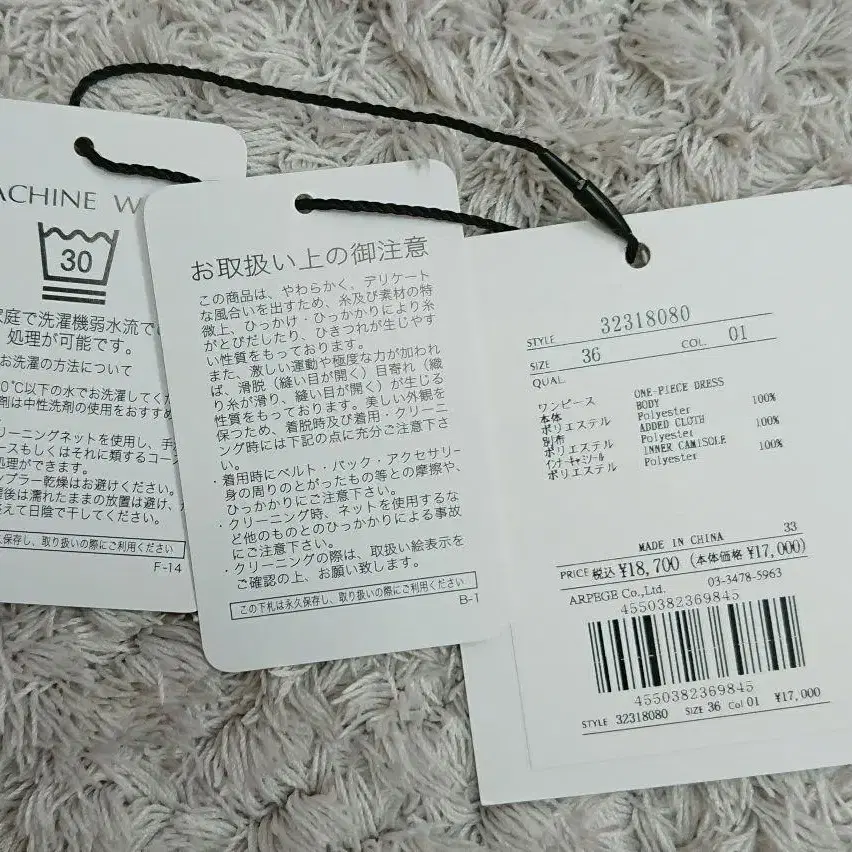 ACHINE W
30
家庭で洗濯機弱水流で
処理が可能です。
お洗濯の方法について
0℃以下の水でお洗濯してくだ
剤は中性洗剤の使用をおすすめ
リーニングネットを使用し、手
ースもしくはそれに類するコー
処理ができます。
ンブラー乾燥はお避けください。
濯後は濡れたままの放置は避け、
整えて日陰で干してください。
久保存し、取り扱いの際にご利用ください
F-14
お取扱い上の御注意
この商品は、やわらかく、デリケート
な風合いを出すため、糸及び素材の特
微上、ひっかけ・ひっかかりにより糸
がとびだしたり、ひきつれが生じやす
い性質をもっております。
また、激しい運動や極度な力が加われ
ば、滑脱（縫い目が開く）目寄れ（織
り糸が滑り、縫い目が開く）が生じる
性質をもっております。美しい外観を
保つため、着脱時及び着用・クリーニ
ング時には下記の点に充分ご注意下さ
い。
・着用時にベルト・バック・アクセサリー
身の周りのとがったもの等との摩擦や、
ひっかかりにご注意下さい。
・クリーニング時、ネットを使用するな
ど他のものとのひっかかりによる事故
にご注意下さい。
・クリーニングの際は、取扱い絵表示を
ご確認の上、お願い致します。
この下札は永久保存し、取り扱いの際にご利用ください
B-1
STYLE 32318080
SIZE 36 COL. 01
QUAL.
ワンピース ONE-PIECE DRESS
本体 BODY
ポリエステル Polyester 100%
別布 ADDED CLOTH
ポリエステル Polyester 100%
インナーキャミソール INNER CAMISOLE
ポリエステル Polyester 100%
MADE IN CHINA 33
PRICE 税込 ¥18,700 (本体価格 ¥17,000)
ARPEGE Co.,Ltd. 03-3478-5963
4550382369845
4550382369845
STYLE 32318080 SIZE 36 Col 01 ¥17,000